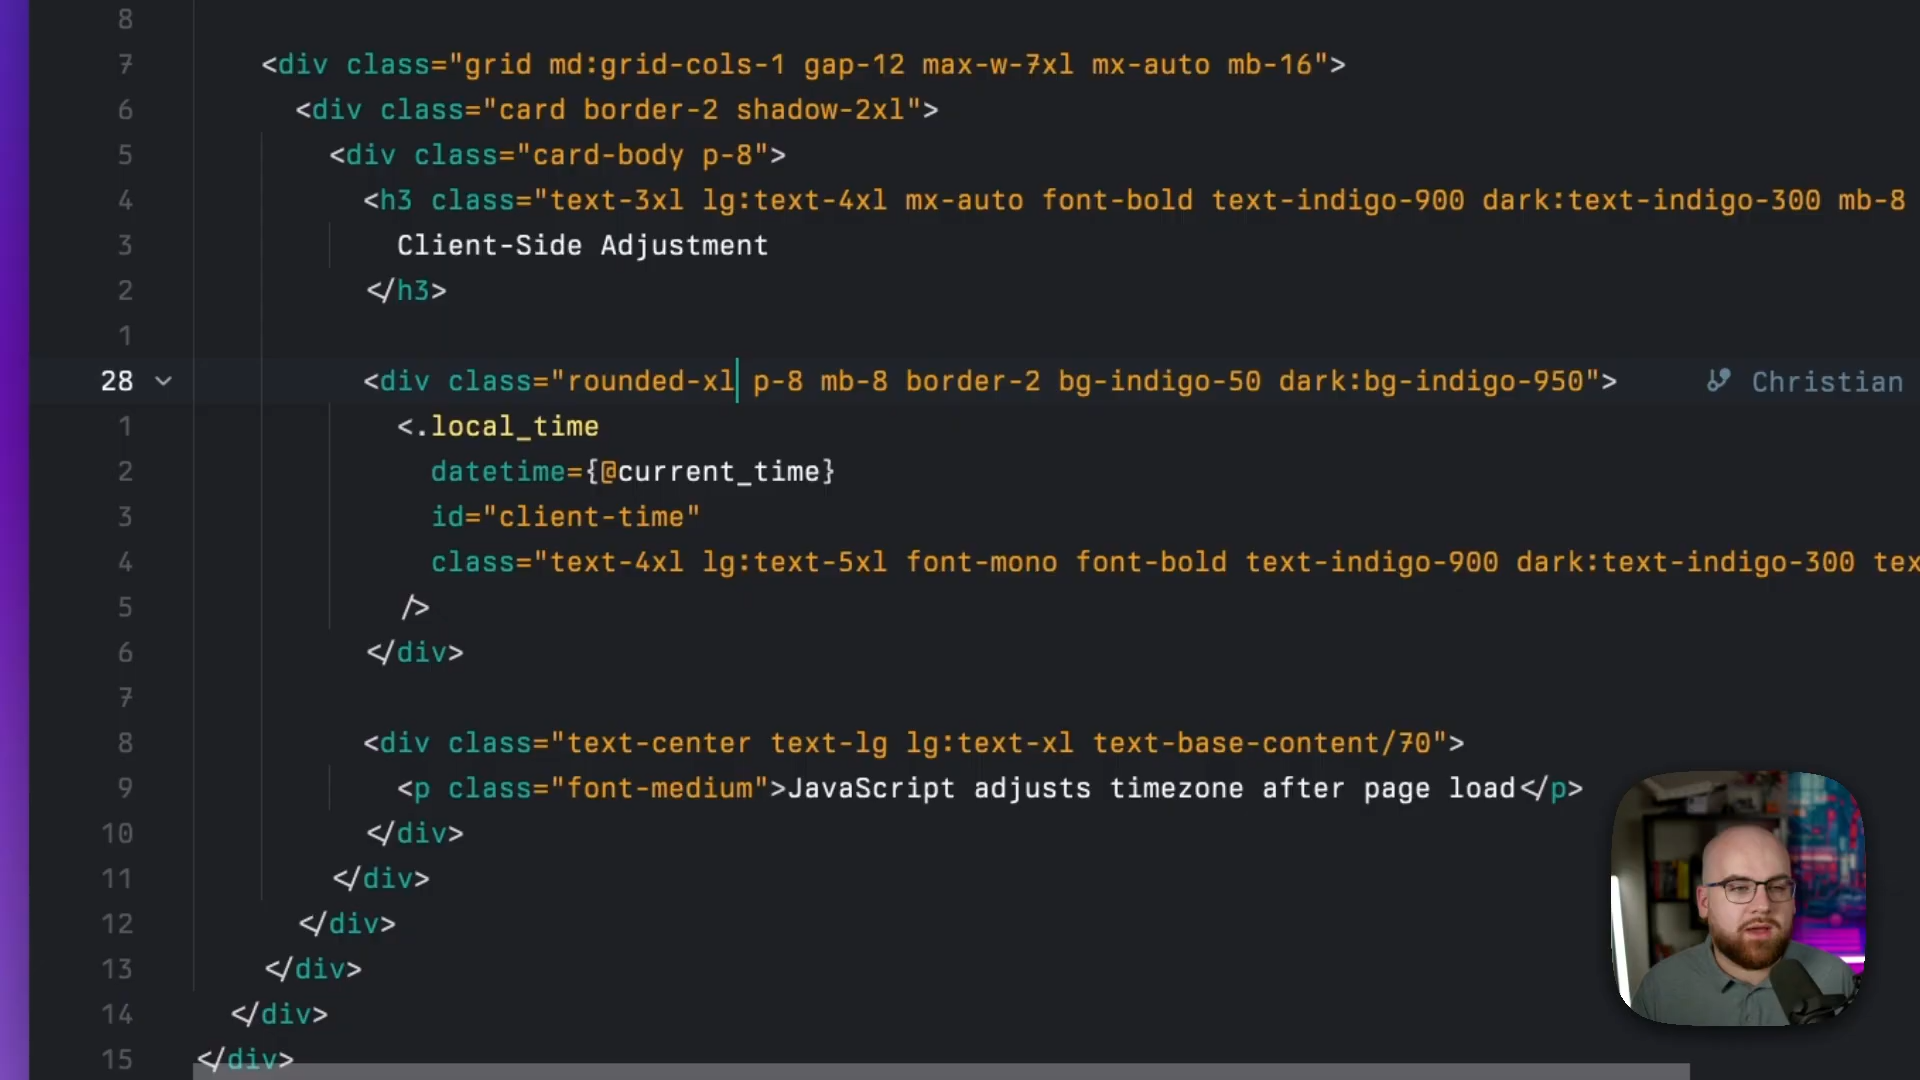 8
7 <div class="grid md:grid-cols-1 gap-12 max-w-7xl mx-auto mb-16">
6 <div class="card border-2 shadow-2xl">
5 <div class="card-body p-8">
4 <h3 class="text-3xl lg:text-4xl mx-auto font-bold text-indigo-900 dark:text-indigo-300 mb-8
3 Client-Side Adjustment
2 </h3>
1
28 <div class="rounded-xl p-8 mb-8 border-2 bg-indigo-50 dark:bg-indigo-950"> Christian
1 <.local_time
2 datetime={@current_time}
3 id="client-time"
4 class="text-4xl lg:text-5xl font-mono font-bold text-indigo-900 dark:text-indigo-300 tex
5 />
6 </div>
7
8 <div class="text-center text-lg lg:text-xl text-base-content/70">
9 <p class="font-medium">JavaScript adjusts timezone after page load</p>
10 </div>
11 </div>
12 </div>
13 </div>
14 </div>
15 </div>